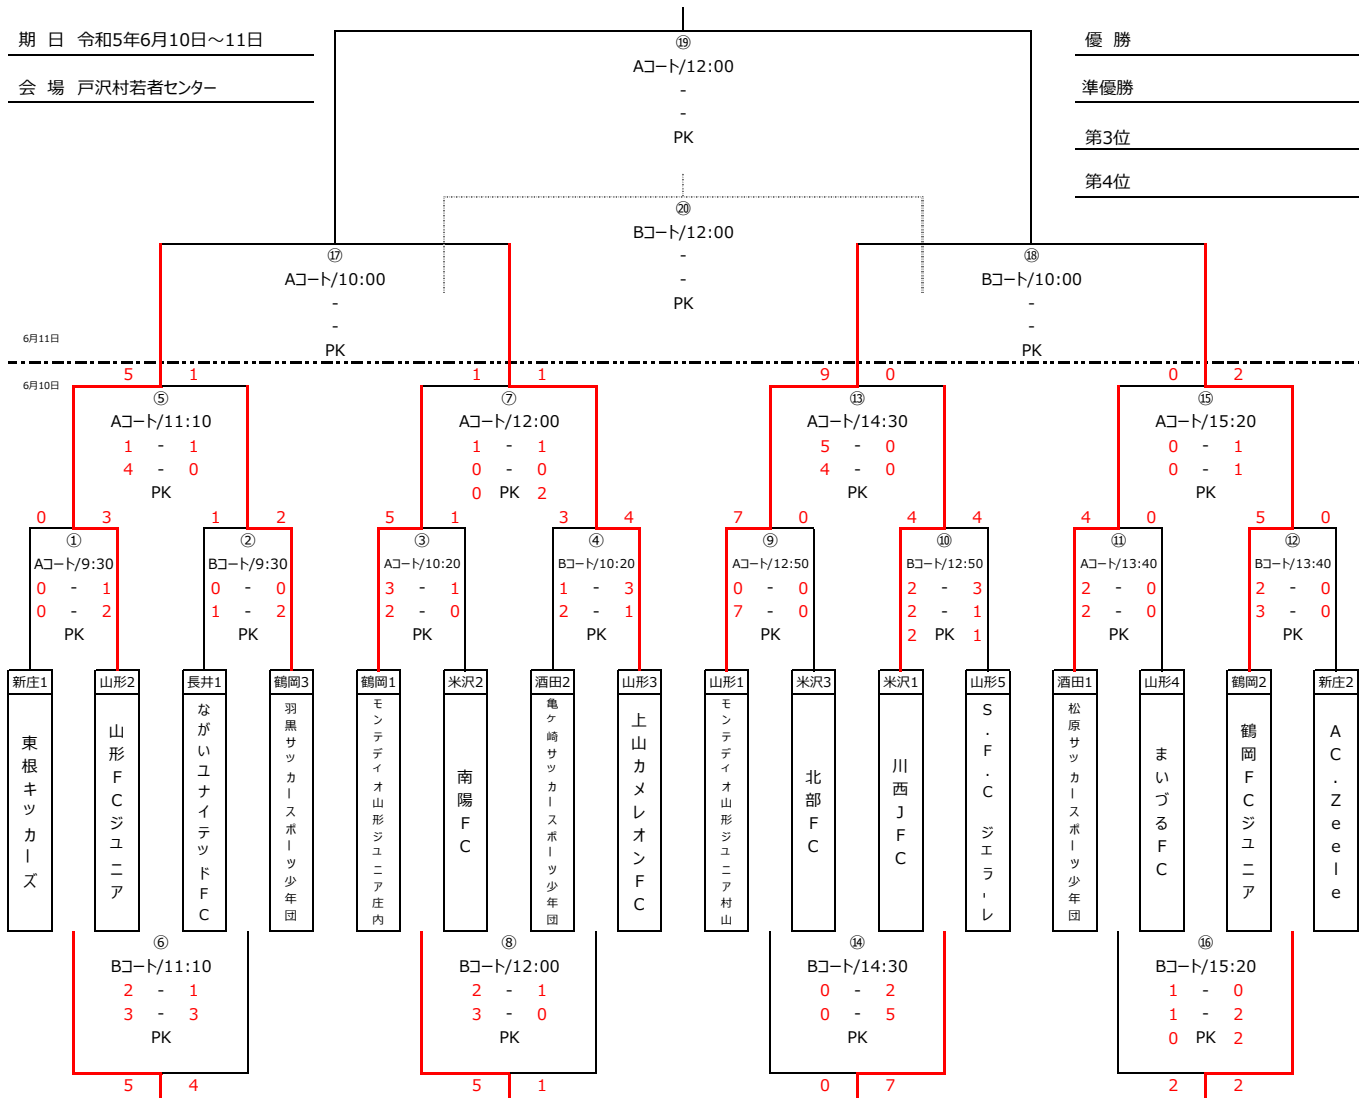 期 日 令和5年6月10日～11日
会 場 戸沢村若者センター
優 勝
準優勝
第3位
第4位
⑲
Aコート/12:00
-
-
PK
⑳
Bコート/12:00
-
-
PK
⑰
Aコート/10:00
-
-
PK
⑱
Bコート/10:00
-
-
PK
6月11日
6月10日
5 1
⑤
Aコート/11:10
1 - 1
4 - 0
PK
1 1
⑦
Aコート/12:00
1 - 1
0 - 0
0 PK 2
9 0
⑬
Aコート/14:30
5 - 0
4 - 0
PK
0 2
⑮
Aコート/15:20
0 - 1
0 - 1
PK
0 3
①
Aコート/9:30
0 - 1
0 - 2
PK
1 2
②
Bコート/9:30
0 - 0
1 - 2
PK
5 1
③
Aコート/10:20
3 - 1
2 - 0
PK
3 4
④
Bコート/10:20
1 - 3
2 - 1
PK
7 0
⑨
Aコート/12:50
0 - 0
7 - 0
PK
4 4
⑩
Bコート/12:50
2 - 3
2 - 1
2 PK 1
4 0
⑪
Aコート/13:40
2 - 0
2 - 0
PK
5 0
⑫
Bコート/13:40
2 - 0
3 - 0
PK
新庄1
東根キッカーズ
山形2
山形FCジュニア
長井1
ながいユナイテッドFC
鶴岡3
羽黒サッカースポーツ少年団
鶴岡1
モンテディオ山形ジュニア庄内
米沢2
南陽FC
酒田2
亀ケ崎サッカースポーツ少年団
山形3
上山カメレオンFC
山形1
モンテディオ山形ジュニア村山
米沢3
北部FC
米沢1
川西JFC
山形5
S.F.C ジェラーレ
酒田1
松原サッカースポーツ少年団
山形4
まいづるFC
鶴岡2
鶴岡FCジュニア
新庄2
AC.Zeele
⑥
Bコート/11:10
2 - 1
3 - 3
PK
5 4
⑧
Bコート/12:00
2 - 1
3 - 0
PK
5 1
⑭
Bコート/14:30
0 - 2
0 - 5
PK
0 7
⑯
Bコート/15:20
1 - 0
1 - 2
0 PK 2
2 2